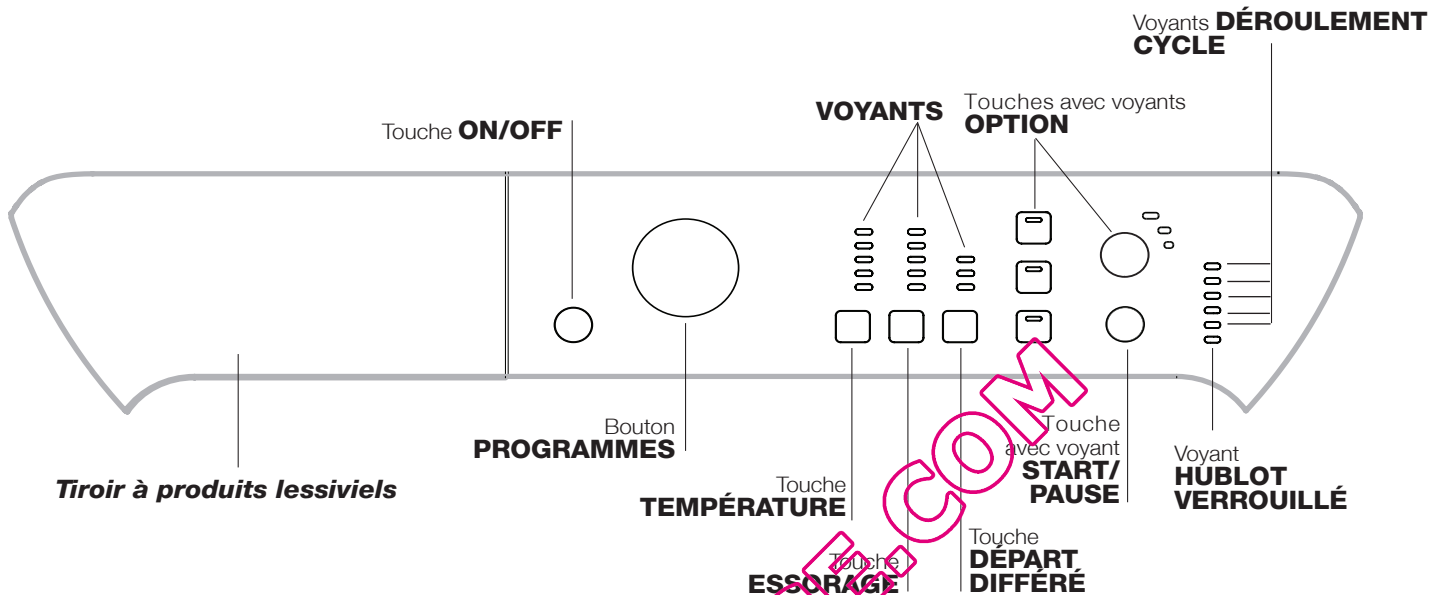 Voyants DÉROULEMENT
CYCLE
Touche ON/OFF
VOYANTS
Touches avec voyants
OPTION
Bouton
PROGRAMMES
Tiroir à produits lessiviels
Touche
TEMPÉRATURE
Touche
ESSORAGE
Touche
DÉPART
DIFFÉRÉ
Touche
avec voyant
START/
PAUSE
Voyant
HUBLOT
VERROUILLÉ
E.COM